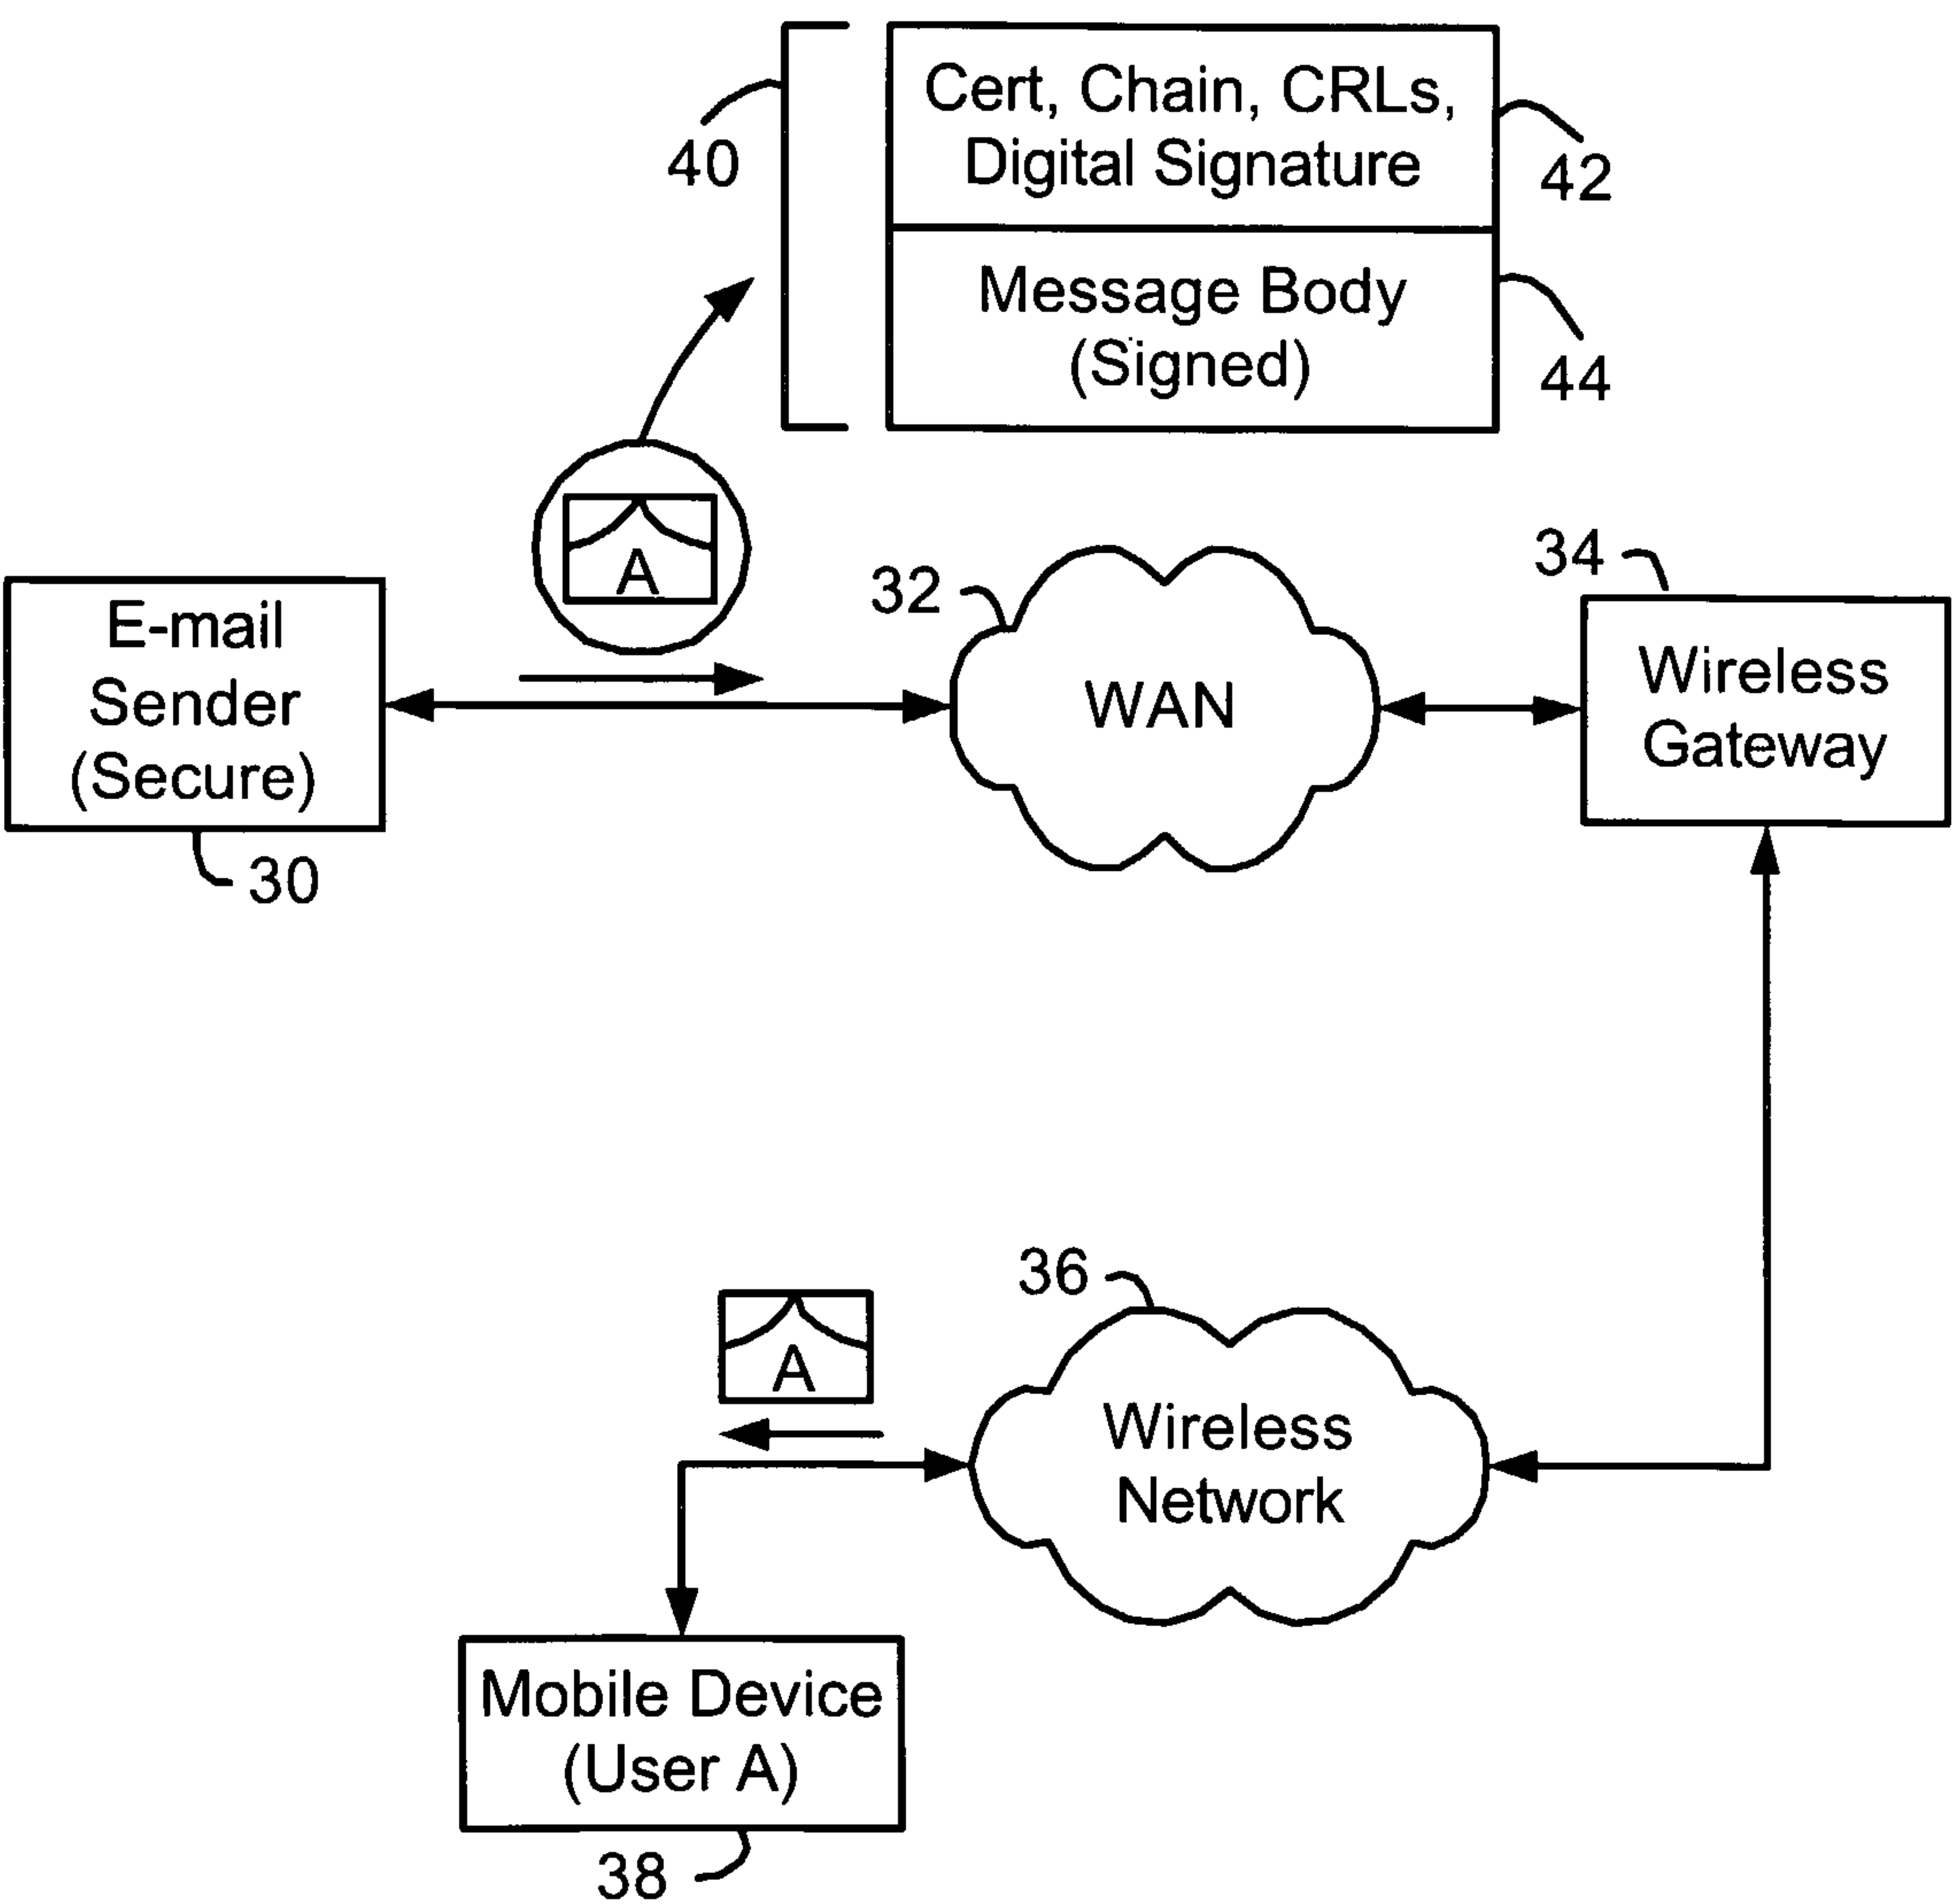 Cert, Chain, CRLs,
Digital Signature
40
42
Message Body
(Signed)
44
A
E-mail
Sender
(Secure)
30
32
WAN
34
Wireless
Gateway
36
A
Wireless
Network
Mobile Device
(User A)
38